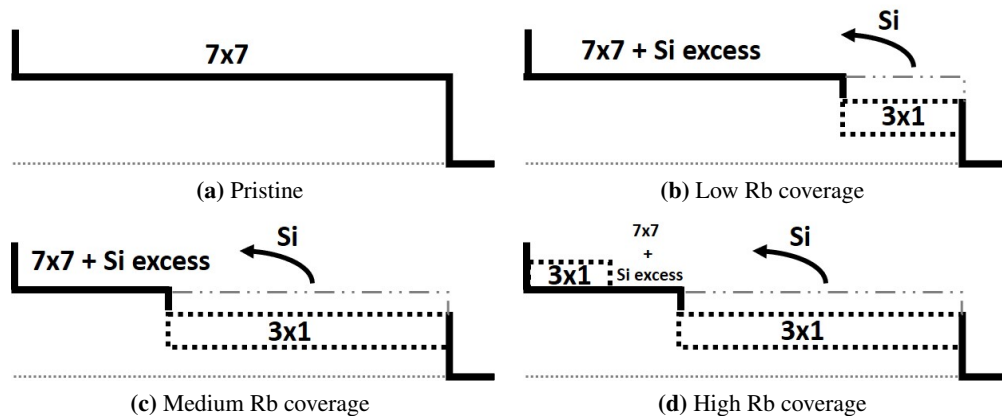 7x7
(a) Pristine
Si
7x7 + Si excess
3x1
(b) Low Rb coverage
Si
7x7 + Si excess
3x1
(c) Medium Rb coverage
7x7
+
Si excess
Si
3x1
3x1
(d) High Rb coverage